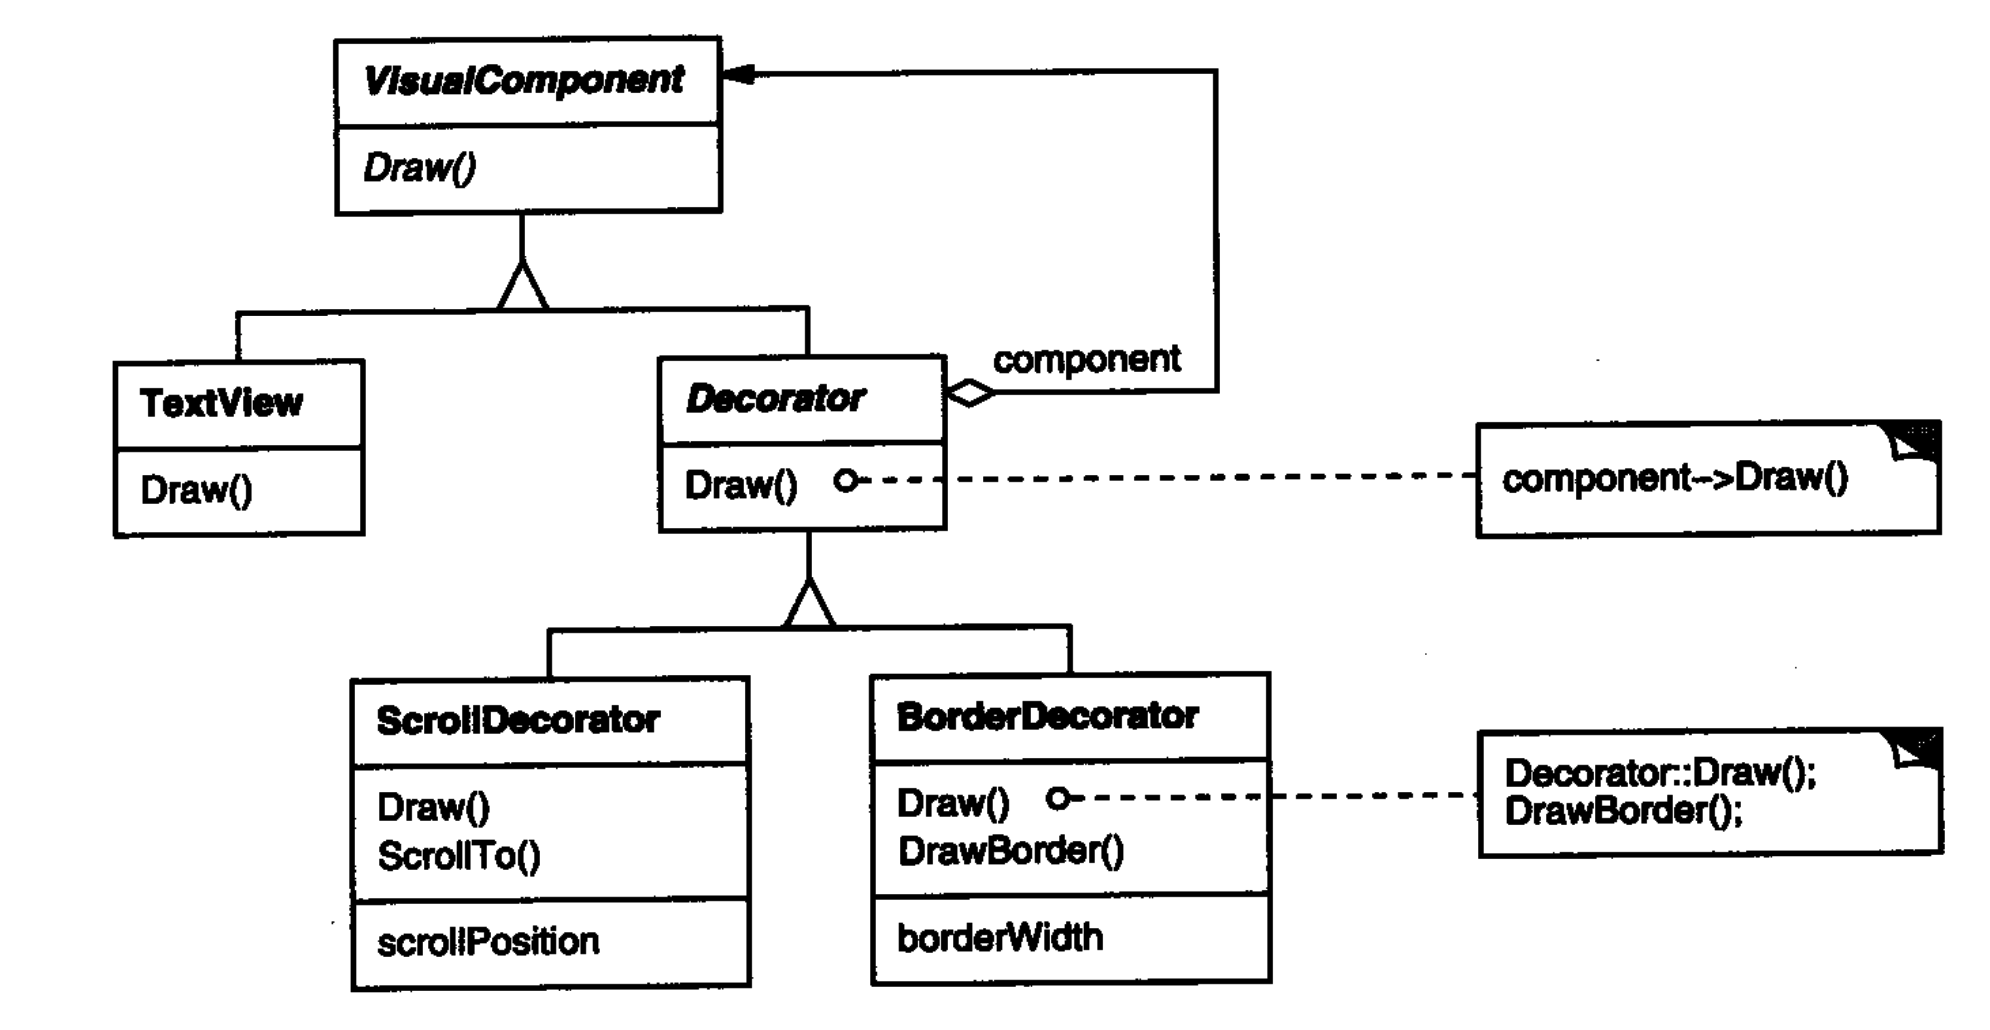 VisualComponent
Draw()
component
TextView
Draw()
Decorator
Draw()
component->Draw()
ScrollDecorator
Draw()
ScrollTo()
scrollPosition
BorderDecorator
Draw()
DrawBorder()
borderWidth
Decorator::Draw();
DrawBorder();